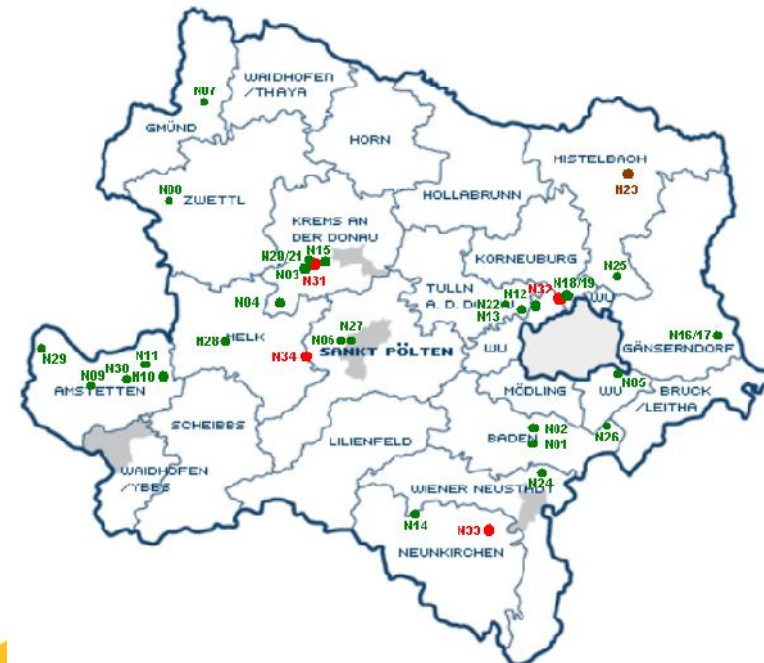 N07
WAIDHOFEN
/THAYA
GMÜND
HORN
MISTELBACH
N23
N00
ZWETTL
HOLLABRUNN
KREMS AN
DER DONAU
N20/21
N15
N03
N31
KORNEUBURG
N25
TULLN
A. D. DONAU
N12
N32
N18/19
WU
N22
N13
N04
N28
MELK
N06
N27
SANKT PÖLTEN
WU
N16/17
GÄNSERNDORF
N29
N11
N34
N30
N09
N10
AMSTETTEN
MÖDLING
WU
N05
BRUCK
/LEITHA
SCHEIBBS
LILIENFELD
BADEN
N02
N01
N26
WAIDHOFEN
/YBBS
N24
WIENER NEUSTADT
N14
N33
NEUNKIRCHEN